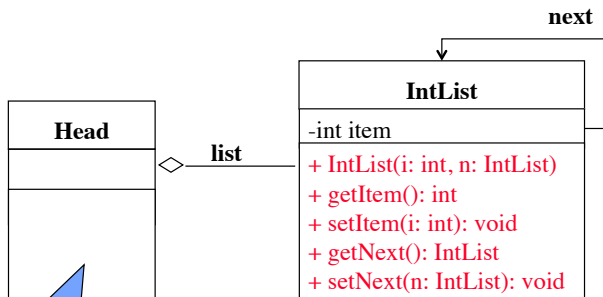 next
IntList
Head
-int item
list
+ IntList(i: int, n: IntList)
+ getItem(): int
+ setItem(i: int): void
+ getNext(): IntList
+ setNext(n: IntList): void